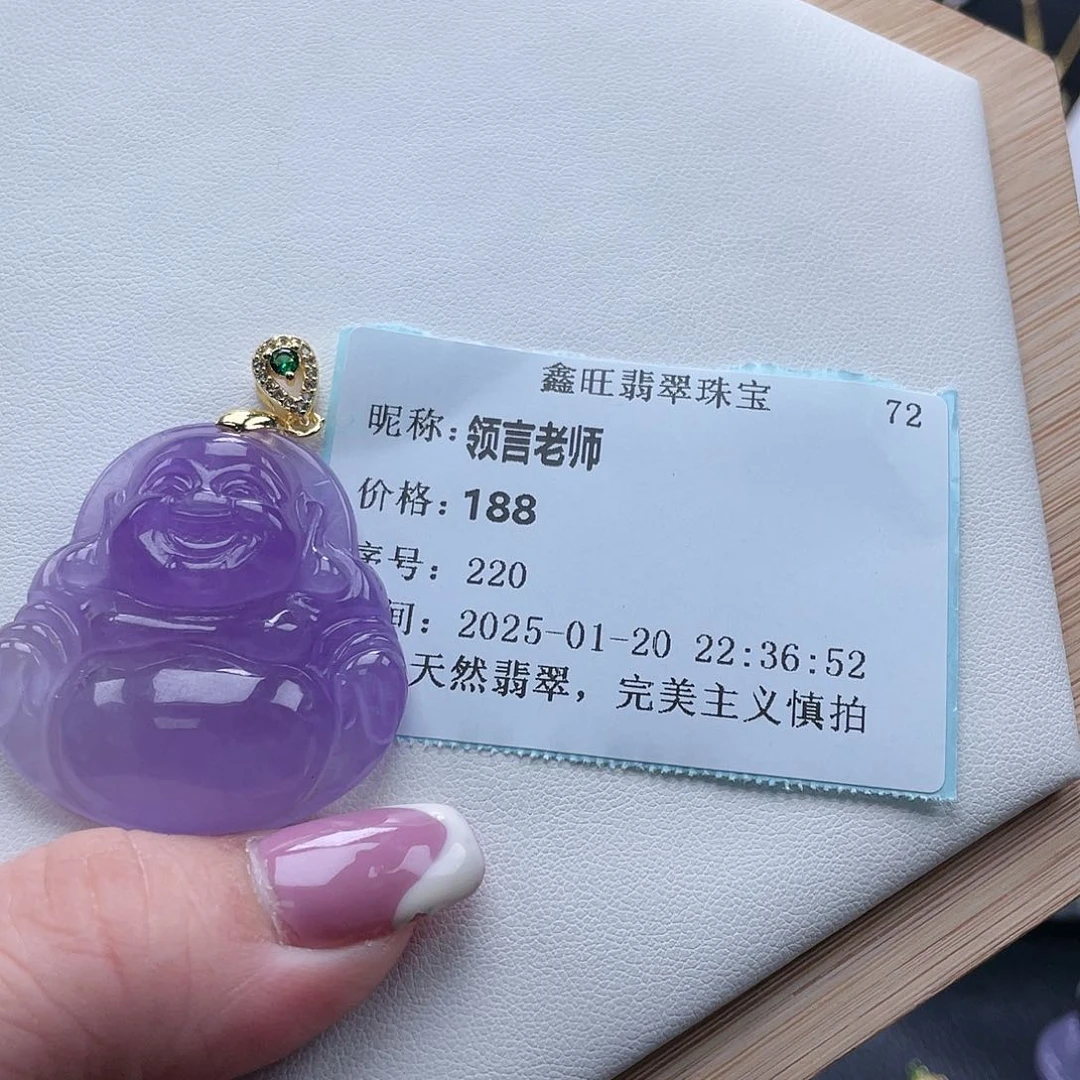 鑫旺翡翠珠宝
72
昵称:领言老师
价格:188
序号: 220
间: 2025-01-20 22:36:52
天然翡翠，完美主义慎拍